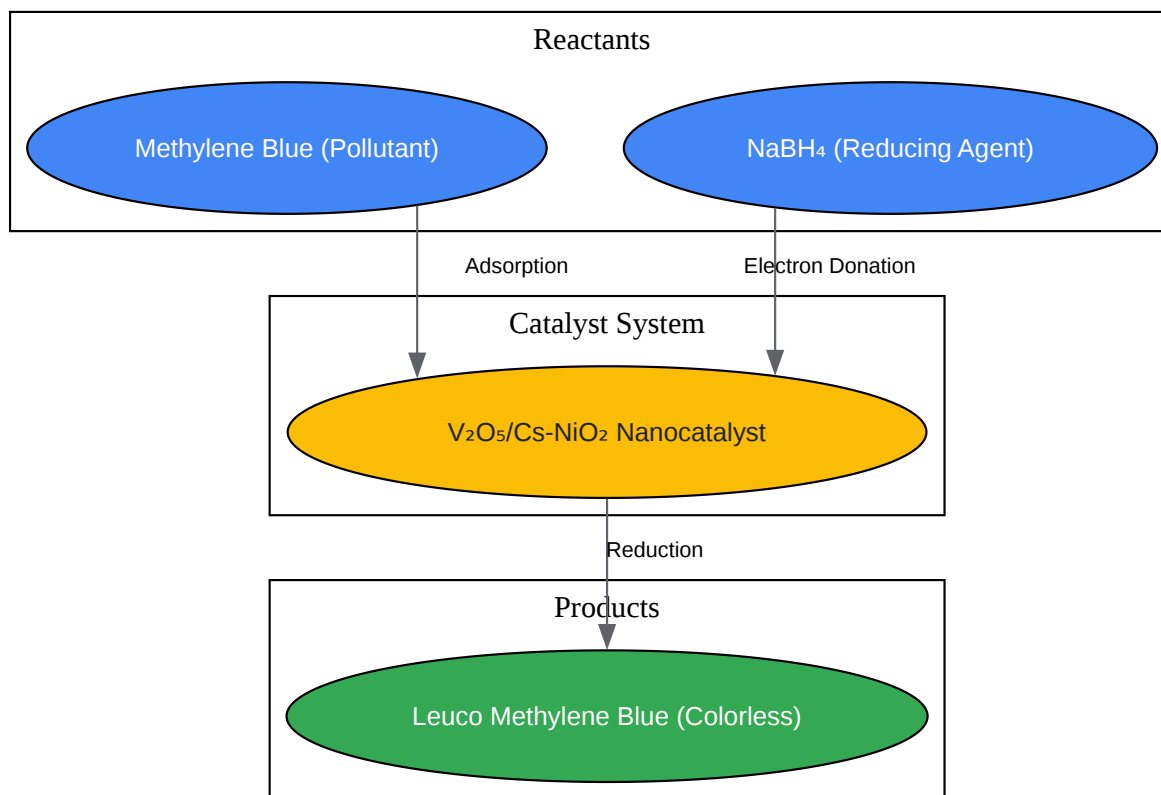 Reactants
Methylene Blue (Pollutant)
NaBH₄ (Reducing Agent)
Adsorption
Electron Donation
Catalyst System
V₂O₅/Cs-NiO₂ Nanocatalyst
Reduction
Products
Leuco Methylene Blue (Colorless)